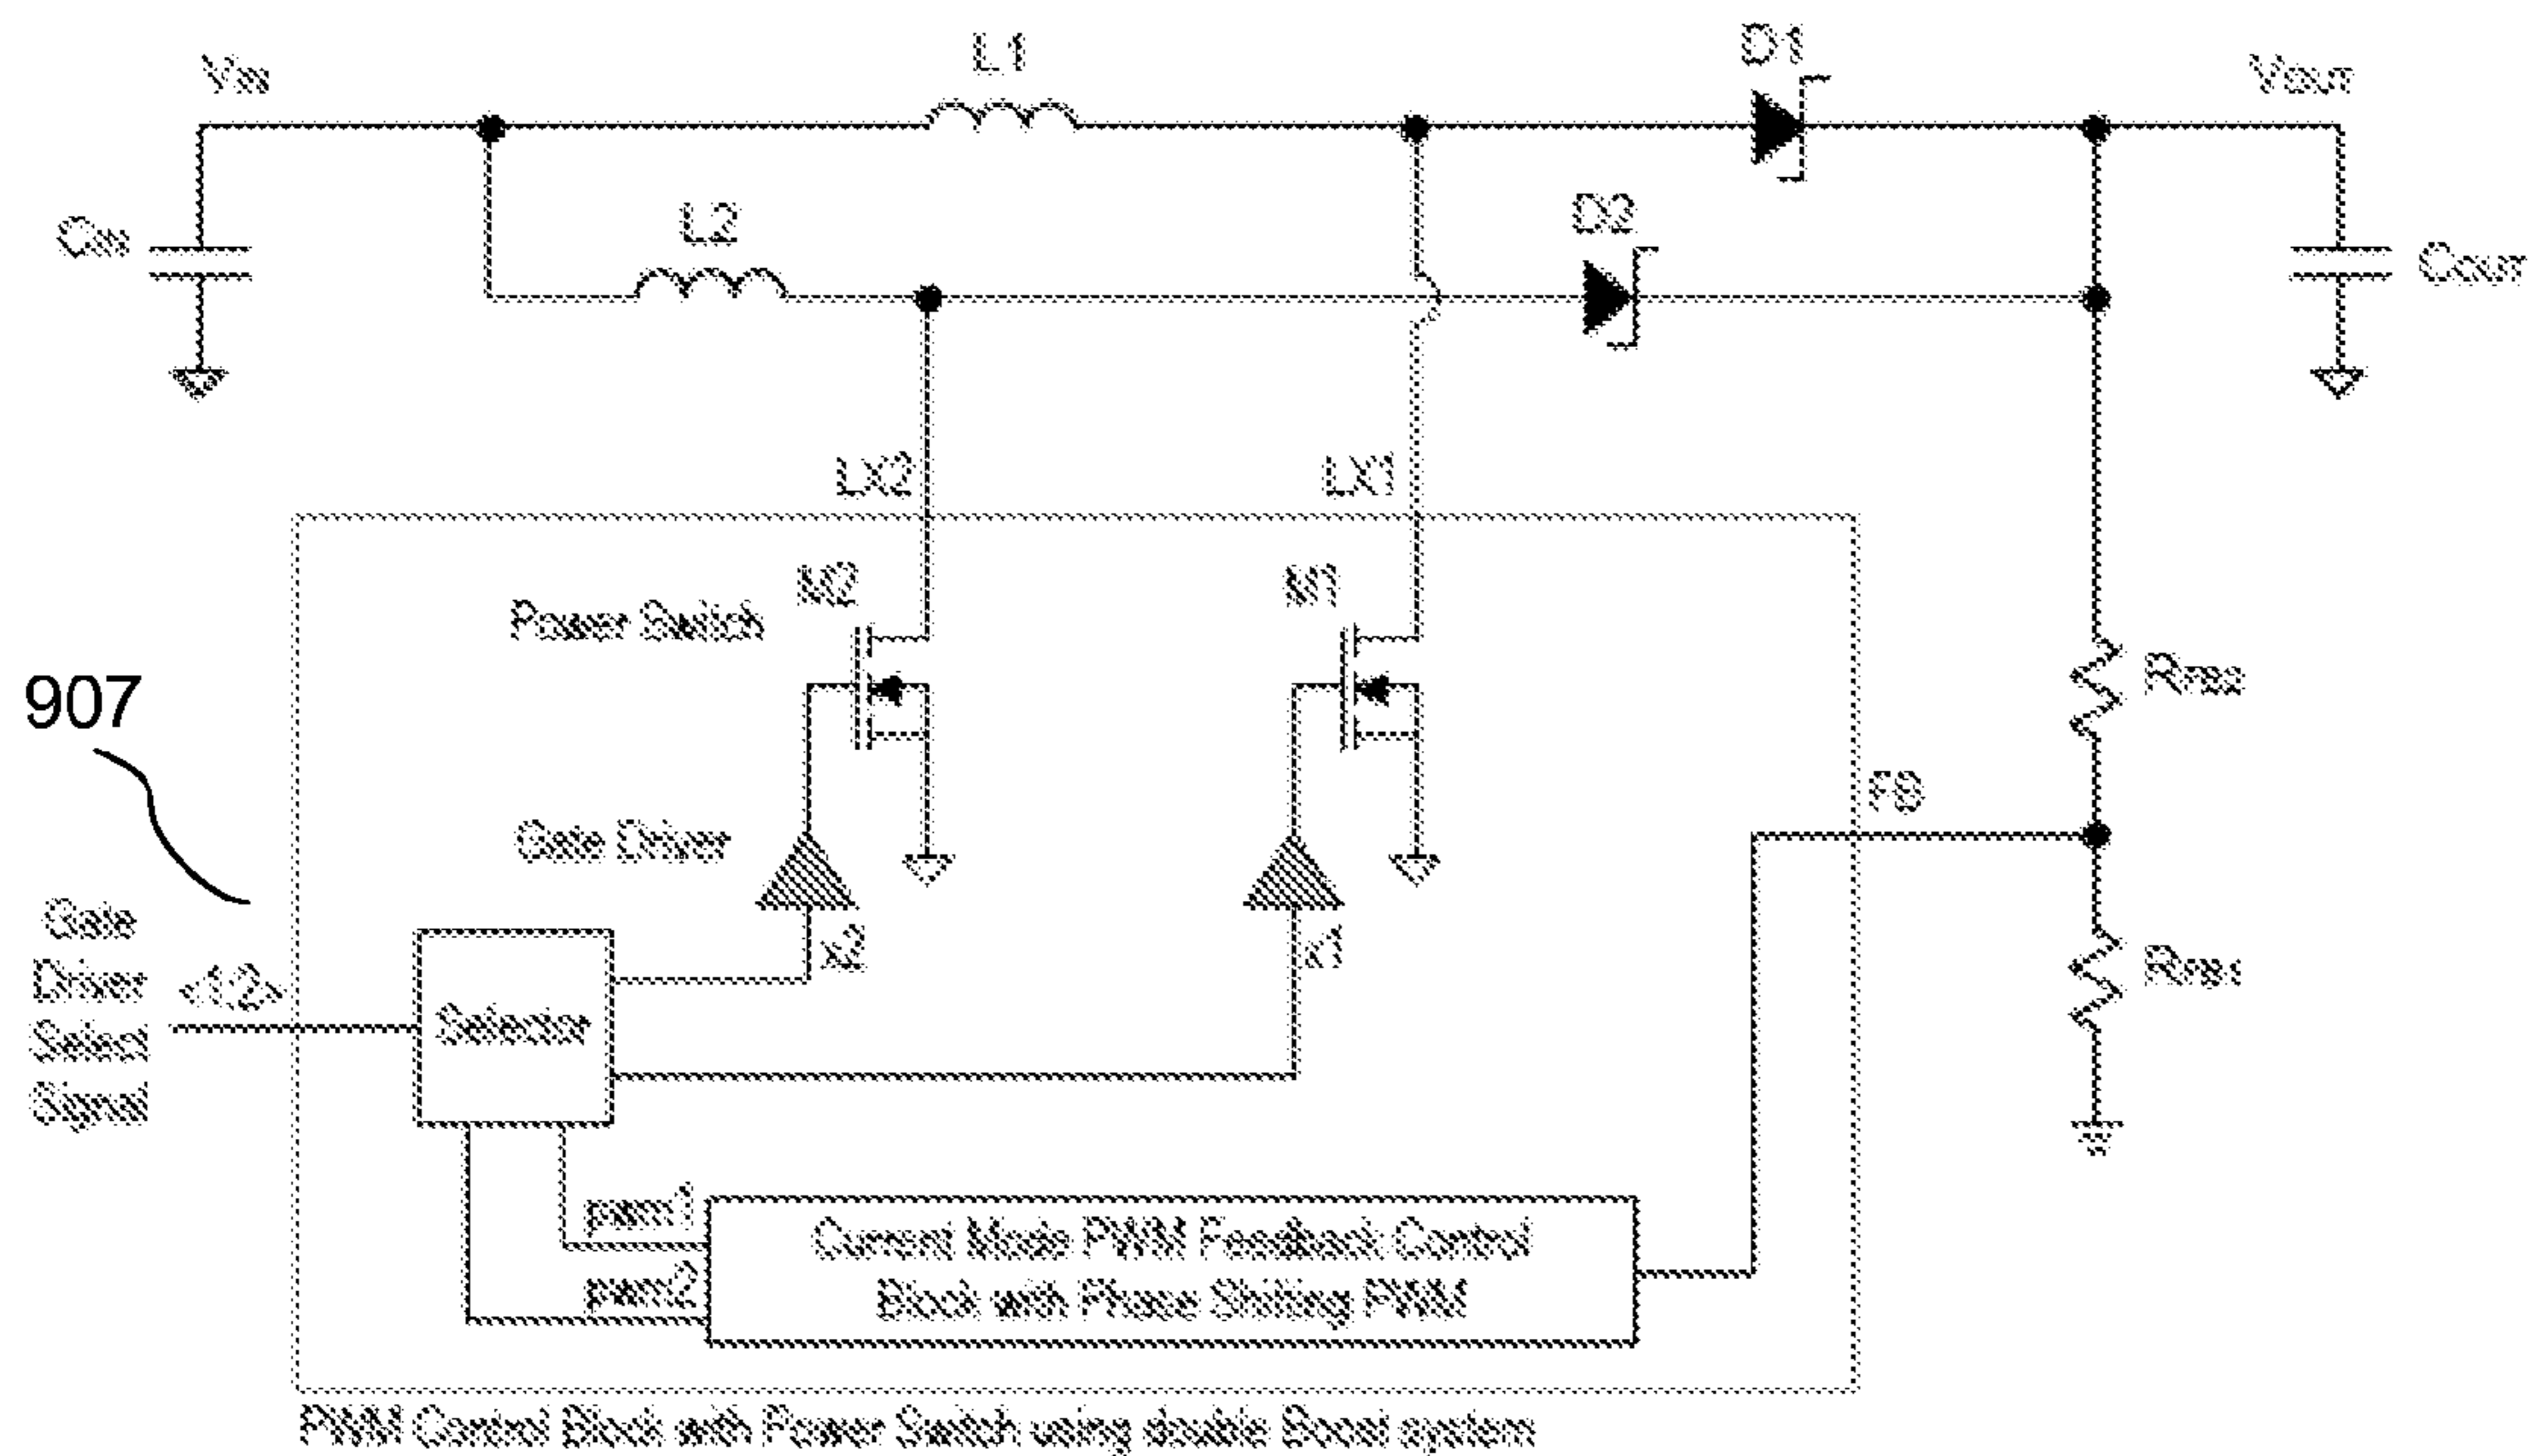 VIN
L1
D1
VOUT
CIN
L2
D2
COUT
LX2
LX1
M2
M1
Power Switch
RFB2
907
FB
Gate Driver
x2
x1
Gate
Driver
Select
Signal
<1:2>
Selector
RFB1
pwm1
pwm2
Current Mode PWM Feedback Control
Block with Phase Shifting PWM
PWM Control Block with Power Switch using double Boost system